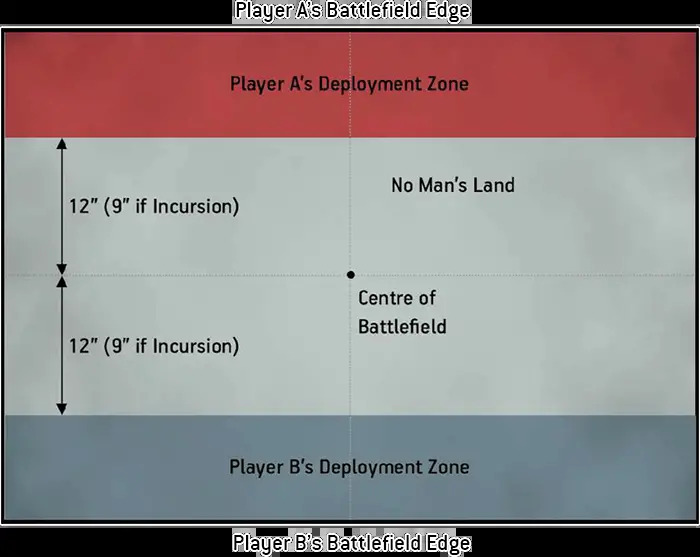 Player A's Battlefield Edge
Player A's Deployment Zone
No Man's Land
12" (9" if Incursion)
Centre of
Battlefield
12" (9" if Incursion)
Player B's Deployment Zone
Player B's Battlefield Edge